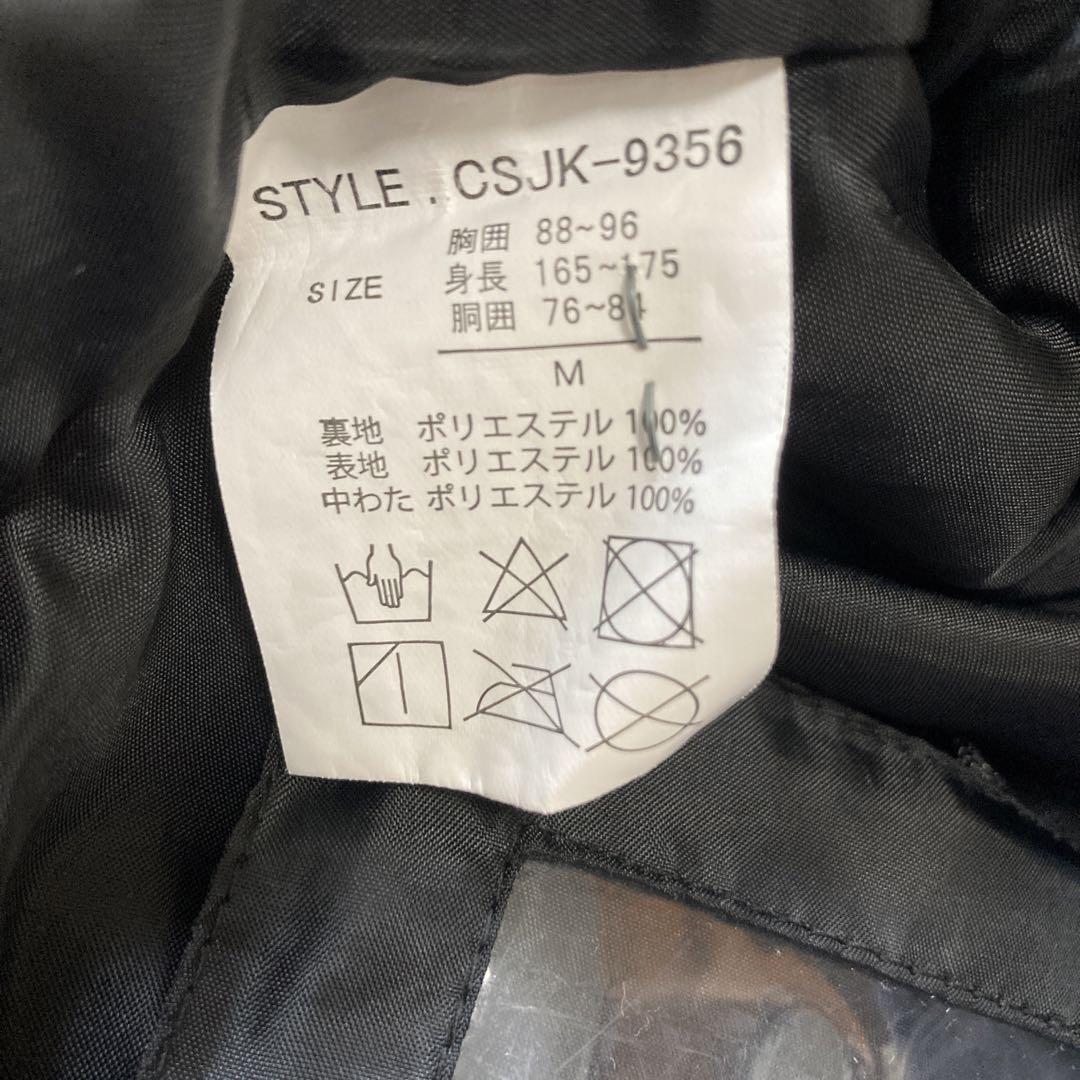 STYLE . CSJK-9356
胸囲 88~96
SIZE 身長 165~175
胴囲 76~84
M
裏地 ポリエステル 100%
表地 ポリエステル 100%
中わた ポリエステル 100%